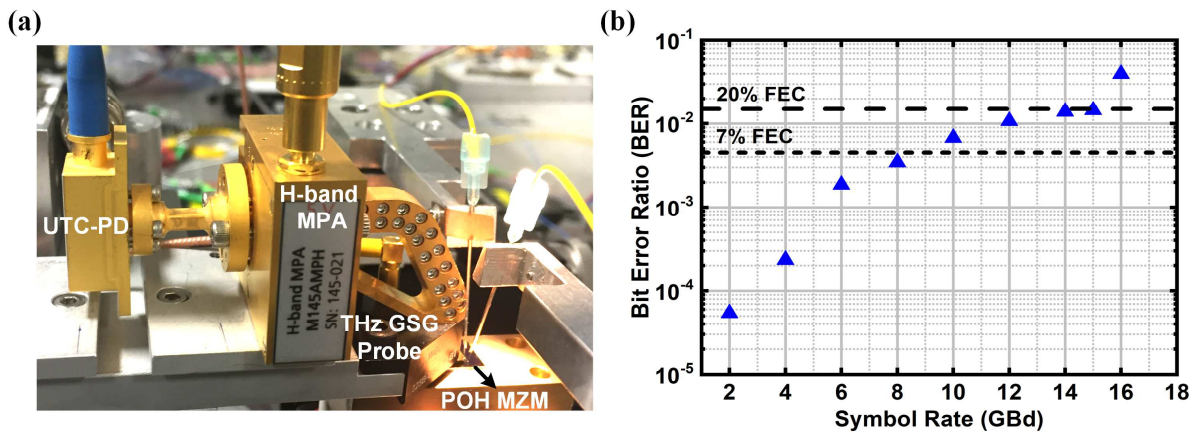 (a)
UTC-PD
H-band
MPA
H-band MPA
M145AMPH
SN: 145-021
THz GSG
Probe
POH MZM
(b)
Bit Error Ratio (BER)
10-1
10-2
10-3
10-4
10-5
20% FEC
7% FEC
2 4 6 8 10 12 14 16 18
Symbol Rate (GBd)